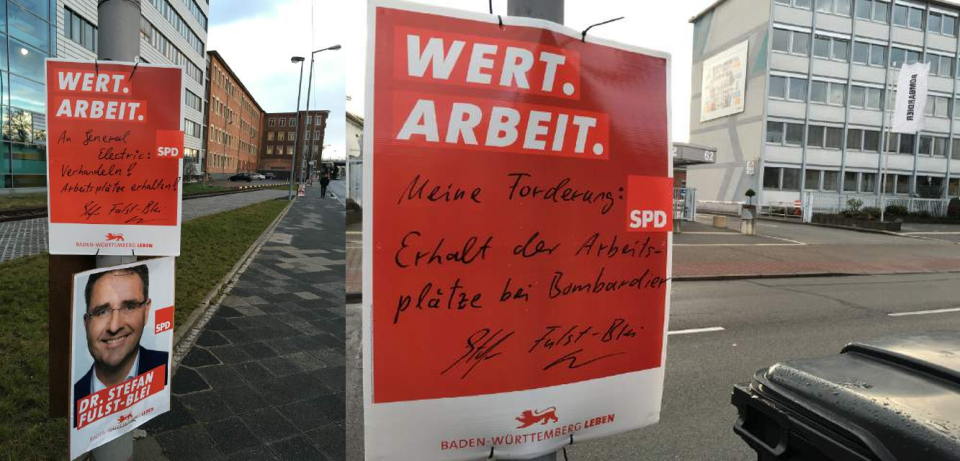 WERT.
ARBEIT.
An General
Electric:
Verhandeln!
Arbeitsplätze erhalten!
Fulst-Blei
SPD
BADEN-WÜRTTEMBERG LEBEN
SPD
DR. STEFAN
FULST-BLEI
WERT.
ARBEIT.
Meine Forderung:
SPD
Erhalt der Arbeits-
plätze bei Bombardier
Fulst-Blei
BADEN-WÜRTTEMBERG LEBEN
62
BOMBARDIER